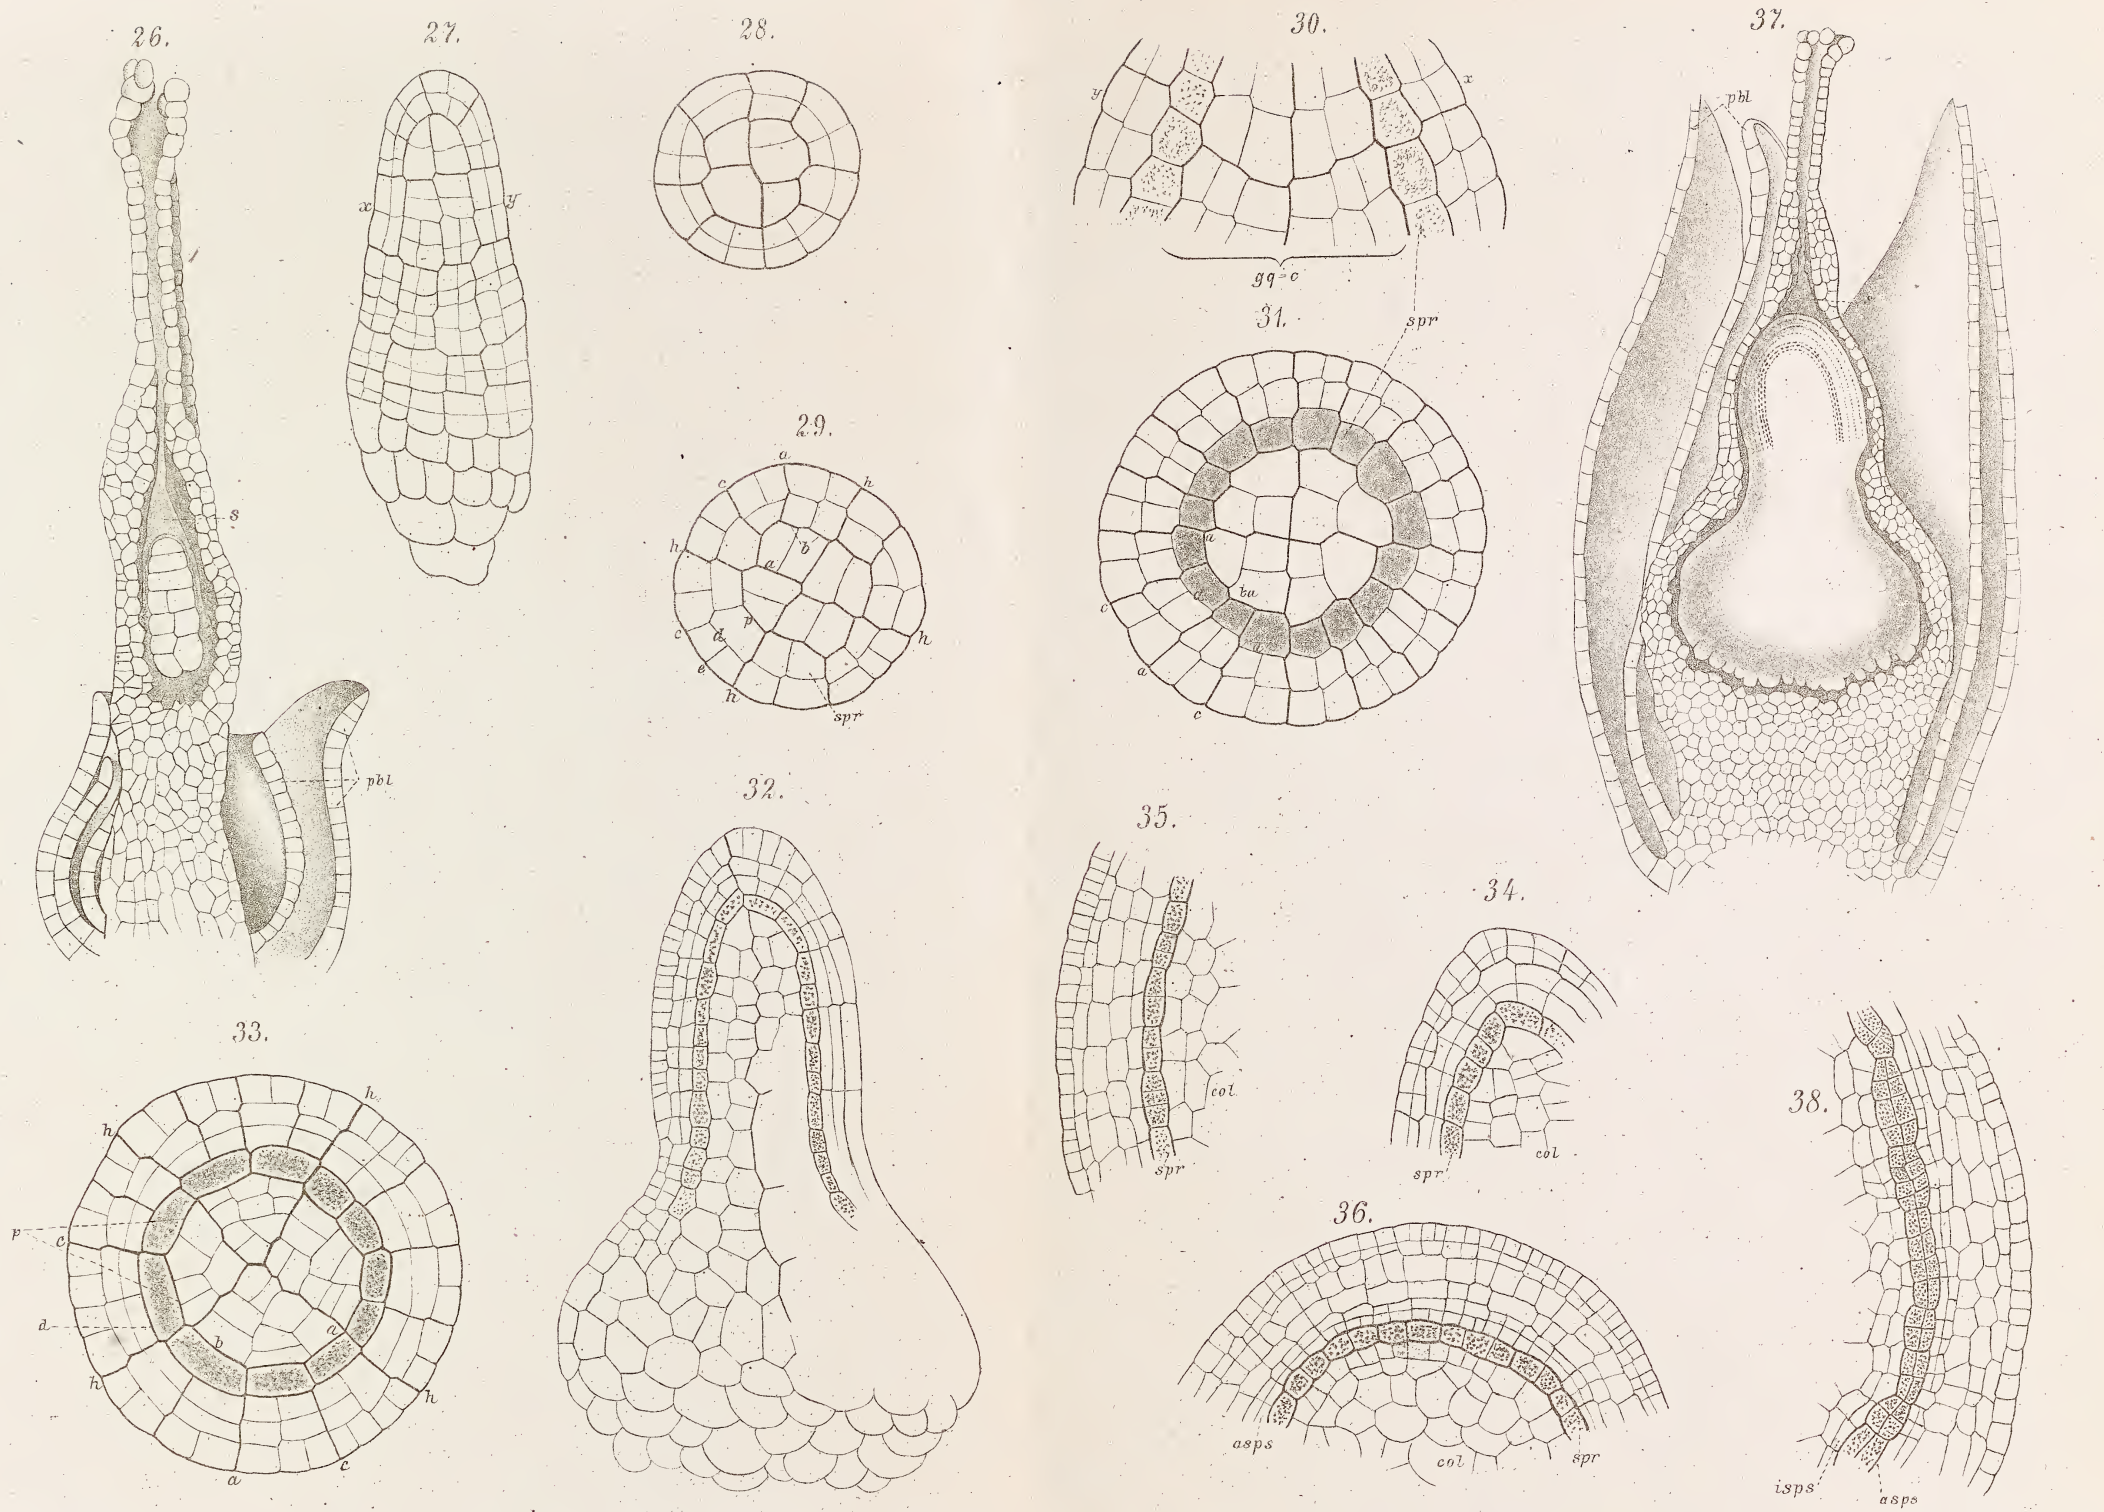 26.
27.
28.
30.
37.
pbl
x
y
y
x
s
pbl
gq=c
31.
spr
29.
a
c
h
h
b
a
c
d
p
e
h
h
spr
a
c
a
ba
a
c
32.
35.
col
spr
34.
spr
col
33.
h
h
p
c
d
b
a
h
h
a
c
36.
asps
col
spr
38.
isps
asps